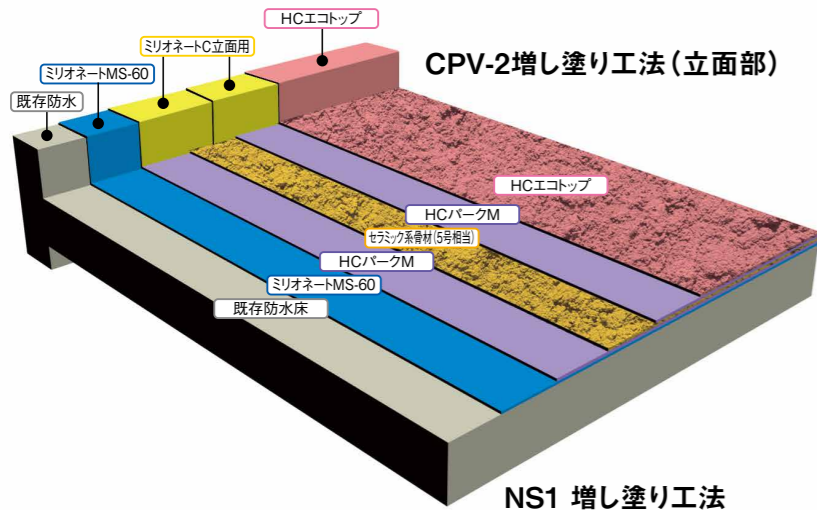 HCエコトップ
ミリオネートC立面用
ミリオネートMS-60
既存防水
CPV-2増し塗り工法（立面部）
HCエコトップ
HCパークM
セラミック系骨材(5号相当)
HCパークM
ミリオネートMS-60
既存防水床
NS1 増し塗り工法